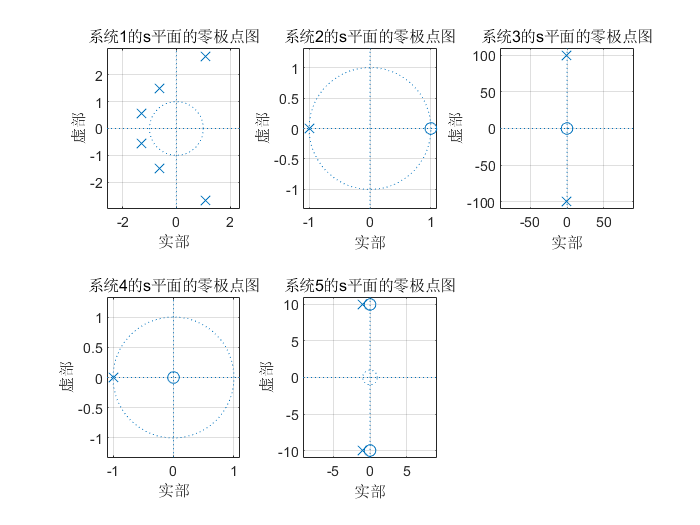 系统1的s平面的零极点图
2
1
0
-1
-2
虚部
-2
0
2
实部
系统2的s平面的零极点图
1
0.5
0
-0.5
-1
虚部
-1
0
1
实部
系统3的s平面的零极点图
100
50
0
-50
-100
虚部
-50
0
50
实部
系统4的s平面的零极点图
1
0.5
0
-0.5
-1
虚部
-1
0
1
实部
系统5的s平面的零极点图
10
5
0
-5
-10
虚部
-5
0
5
实部